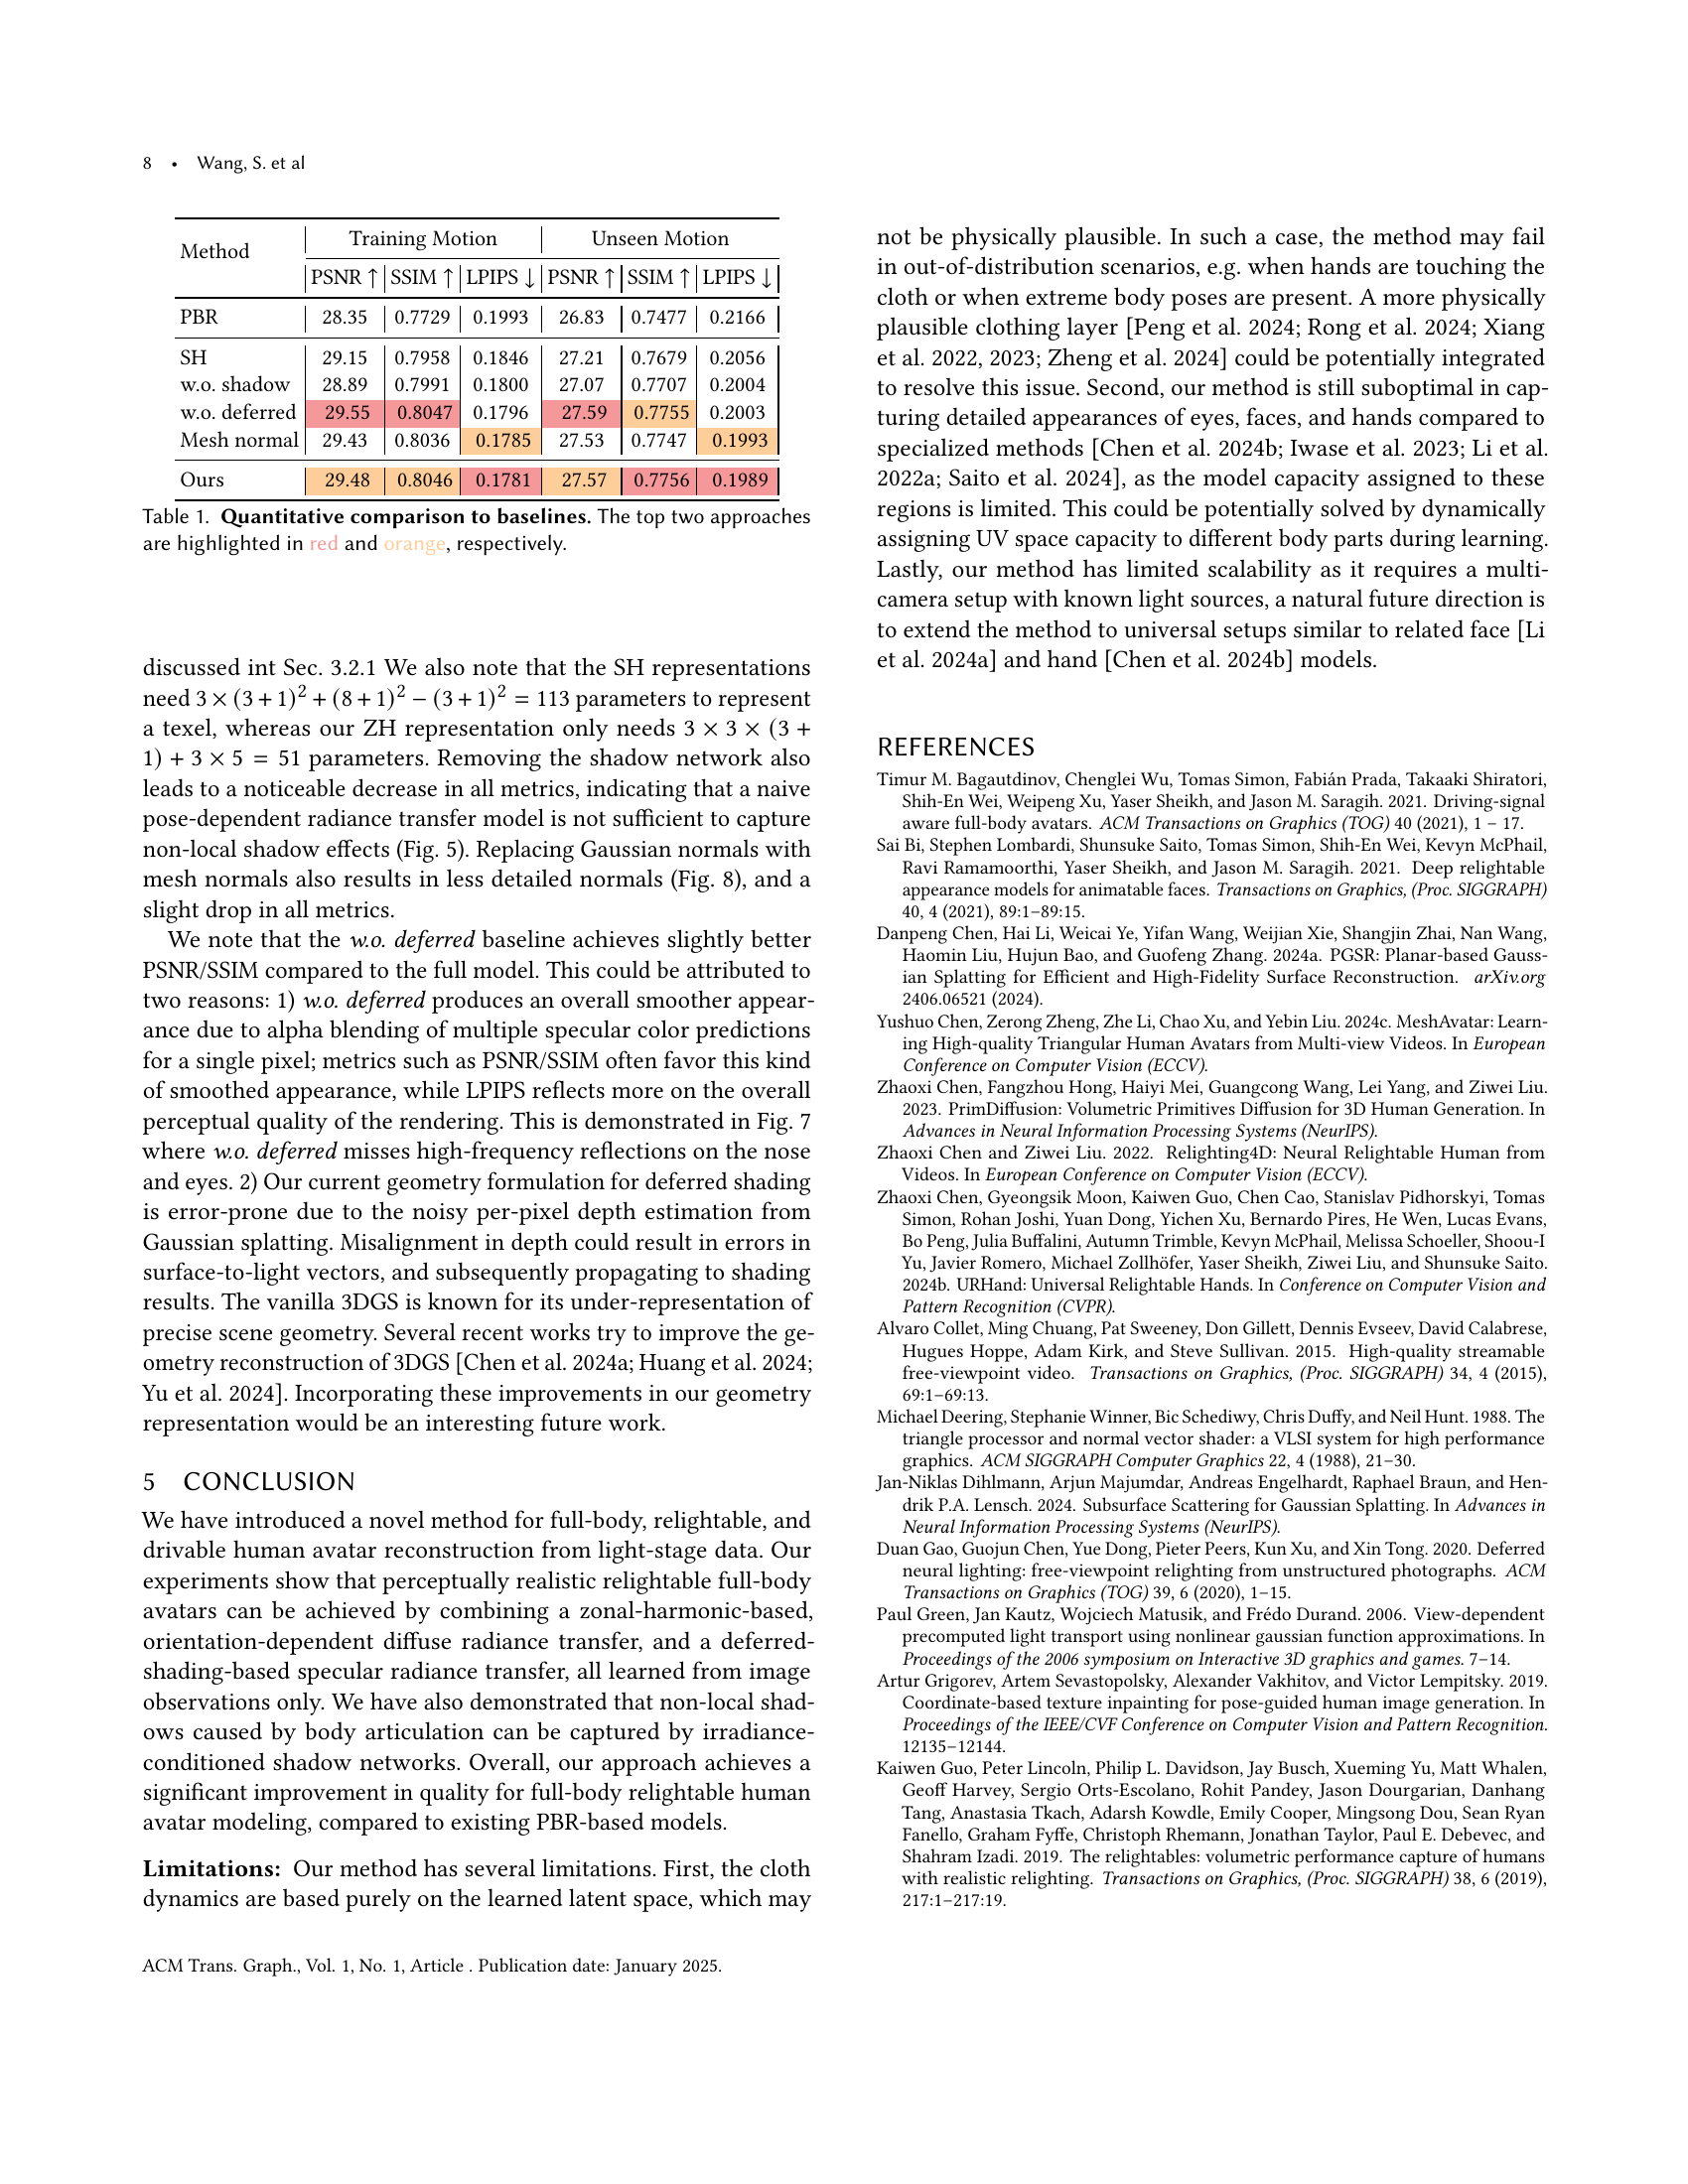 8 • Wang, S. et al
Method Training Motion Unseen Motion
PSNR ↑ SSIM ↑ LPIPS ↓ PSNR ↑ SSIM ↑ LPIPS ↓
PBR 28.35 0.7729 0.1993 26.83 0.7477 0.2166
SH 29.15 0.7958 0.1846 27.21 0.7679 0.2056
w.o. shadow 28.89 0.7991 0.1800 27.07 0.7707 0.2004
w.o. deferred 29.55 0.8047 0.1796 27.59 0.7755 0.2003
Mesh normal 29.43 0.8036 0.1785 27.53 0.7747 0.1993
Ours 29.48 0.8046 0.1781 27.57 0.7756 0.1989
Table 1. Quantitative comparison to baselines. The top two approaches
are highlighted in red and orange, respectively.
discussed int Sec. 3.2.1 We also note that the SH representations
need 3 × (3 + 1)² + (8 + 1)² − (3 + 1)² = 113 parameters to represent
a texel, whereas our ZH representation only needs 3 × 3 × (3 +
1) + 3 × 5 = 51 parameters. Removing the shadow network also
leads to a noticeable decrease in all metrics, indicating that a naive
pose-dependent radiance transfer model is not sufficient to capture
non-local shadow effects (Fig. 5). Replacing Gaussian normals with
mesh normals also results in less detailed normals (Fig. 8), and a
slight drop in all metrics.
We note that the w.o. deferred baseline achieves slightly better
PSNR/SSIM compared to the full model. This could be attributed to
two reasons: 1) w.o. deferred produces an overall smoother appear-
ance due to alpha blending of multiple specular color predictions
for a single pixel; metrics such as PSNR/SSIM often favor this kind
of smoothed appearance, while LPIPS reflects more on the overall
perceptual quality of the rendering. This is demonstrated in Fig. 7
where w.o. deferred misses high-frequency reflections on the nose
and eyes. 2) Our current geometry formulation for deferred shading
is error-prone due to the noisy per-pixel depth estimation from
Gaussian splatting. Misalignment in depth could result in errors in
surface-to-light vectors, and subsequently propagating to shading
results. The vanilla 3DGS is known for its under-representation of
precise scene geometry. Several recent works try to improve the ge-
ometry reconstruction of 3DGS [Chen et al. 2024a; Huang et al. 2024;
Yu et al. 2024]. Incorporating these improvements in our geometry
representation would be an interesting future work.
5 CONCLUSION
We have introduced a novel method for full-body, relightable, and
drivable human avatar reconstruction from light-stage data. Our
experiments show that perceptually realistic relightable full-body
avatars can be achieved by combining a zonal-harmonic-based,
orientation-dependent diffuse radiance transfer, and a deferred-
shading-based specular radiance transfer, all learned from image
observations only. We have also demonstrated that non-local shad-
ows caused by body articulation can be captured by irradiance-
conditioned shadow networks. Overall, our approach achieves a
significant improvement in quality for full-body relightable human
avatar modeling, compared to existing PBR-based models.
Limitations: Our method has several limitations. First, the cloth
dynamics are based purely on the learned latent space, which may
not be physically plausible. In such a case, the method may fail
in out-of-distribution scenarios, e.g. when hands are touching the
cloth or when extreme body poses are present. A more physically
plausible clothing layer [Peng et al. 2024; Rong et al. 2024; Xiang
et al. 2022, 2023; Zheng et al. 2024] could be potentially integrated
to resolve this issue. Second, our method is still suboptimal in cap-
turing detailed appearances of eyes, faces, and hands compared to
specialized methods [Chen et al. 2024b; Iwase et al. 2023; Li et al.
2022a; Saito et al. 2024], as the model capacity assigned to these
regions is limited. This could be potentially solved by dynamically
assigning UV space capacity to different body parts during learning.
Lastly, our method has limited scalability as it requires a multi-
camera setup with known light sources, a natural future direction is
to extend the method to universal setups similar to related face [Li
et al. 2024a] and hand [Chen et al. 2024b] models.
REFERENCES
Timur M. Bagautdinov, Chenglei Wu, Tomas Simon, Fabián Prada, Takaaki Shiratori,
Shih-En Wei, Weipeng Xu, Yaser Sheikh, and Jason M. Saragih. 2021. Driving-signal
aware full-body avatars. ACM Transactions on Graphics (TOG) 40 (2021), 1 – 17.
Sai Bi, Stephen Lombardi, Shunsuke Saito, Tomas Simon, Shih-En Wei, Kevyn McPhail,
Ravi Ramamoorthi, Yaser Sheikh, and Jason M. Saragih. 2021. Deep relightable
appearance models for animatable faces. Transactions on Graphics, (Proc. SIGGRAPH)
40, 4 (2021), 89:1–89:15.
Danpeng Chen, Hai Li, Weicai Ye, Yifan Wang, Weijian Xie, Shangjin Zhai, Nan Wang,
Haomin Liu, Hujun Bao, and Guofeng Zhang. 2024a. PGSR: Planar-based Gauss-
ian Splatting for Efficient and High-Fidelity Surface Reconstruction. arXiv.org
2406.06521 (2024).
Yushuo Chen, Zerong Zheng, Zhe Li, Chao Xu, and Yebin Liu. 2024c. MeshAvatar: Learn-
ing High-quality Triangular Human Avatars from Multi-view Videos. In European
Conference on Computer Vision (ECCV).
Zhaoxi Chen, Fangzhou Hong, Haiyi Mei, Guangcong Wang, Lei Yang, and Ziwei Liu.
2023. PrimDiffusion: Volumetric Primitives Diffusion for 3D Human Generation. In
Advances in Neural Information Processing Systems (NeurIPS).
Zhaoxi Chen and Ziwei Liu. 2022. Relighting4D: Neural Relightable Human from
Videos. In European Conference on Computer Vision (ECCV).
Zhaoxi Chen, Gyeongsik Moon, Kaiwen Guo, Chen Cao, Stanislav Pidhorskyi, Tomas
Simon, Rohan Joshi, Yuan Dong, Yichen Xu, Bernardo Pires, He Wen, Lucas Evans,
Bo Peng, Julia Buffalini, Autumn Trimble, Kevyn McPhail, Melissa Schoeller, Shoou-I
Yu, Javier Romero, Michael Zollhöfer, Yaser Sheikh, Ziwei Liu, and Shunsuke Saito.
2024b. URHand: Universal Relightable Hands. In Conference on Computer Vision and
Pattern Recognition (CVPR).
Alvaro Collet, Ming Chuang, Pat Sweeney, Don Gillett, Dennis Evseev, David Calabrese,
Hugues Hoppe, Adam Kirk, and Steve Sullivan. 2015. High-quality streamable
free-viewpoint video. Transactions on Graphics, (Proc. SIGGRAPH) 34, 4 (2015),
69:1–69:13.
Michael Deering, Stephanie Winner, Bic Schediwy, Chris Duffy, and Neil Hunt. 1988. The
triangle processor and normal vector shader: a VLSI system for high performance
graphics. ACM SIGGRAPH Computer Graphics 22, 4 (1988), 21–30.
Jan-Niklas Dihlmann, Arjun Majumdar, Andreas Engelhardt, Raphael Braun, and Hen-
drik P.A. Lensch. 2024. Subsurface Scattering for Gaussian Splatting. In Advances in
Neural Information Processing Systems (NeurIPS).
Duan Gao, Guojun Chen, Yue Dong, Pieter Peers, Kun Xu, and Xin Tong. 2020. Deferred
neural lighting: free-viewpoint relighting from unstructured photographs. ACM
Transactions on Graphics (TOG) 39, 6 (2020), 1–15.
Paul Green, Jan Kautz, Wojciech Matusik, and Frédo Durand. 2006. View-dependent
precomputed light transport using nonlinear gaussian function approximations. In
Proceedings of the 2006 symposium on Interactive 3D graphics and games. 7–14.
Artur Grigorev, Artem Sevastopolsky, Alexander Vakhitov, and Victor Lempitsky. 2019.
Coordinate-based texture inpainting for pose-guided human image generation. In
Proceedings of the IEEE/CVF Conference on Computer Vision and Pattern Recognition.
12135–12144.
Kaiwen Guo, Peter Lincoln, Philip L. Davidson, Jay Busch, Xueming Yu, Matt Whalen,
Geoff Harvey, Sergio Orts-Escolano, Rohit Pandey, Jason Dourgarian, Danhang
Tang, Anastasia Tkach, Adarsh Kowdle, Emily Cooper, Mingsong Dou, Sean Ryan
Fanello, Graham Fyffe, Christoph Rhemann, Jonathan Taylor, Paul E. Debevec, and
Shahram Izadi. 2019. The relightables: volumetric performance capture of humans
with realistic relighting. Transactions on Graphics, (Proc. SIGGRAPH) 38, 6 (2019),
217:1–217:19.
ACM Trans. Graph., Vol. 1, No. 1, Article . Publication date: January 2025.